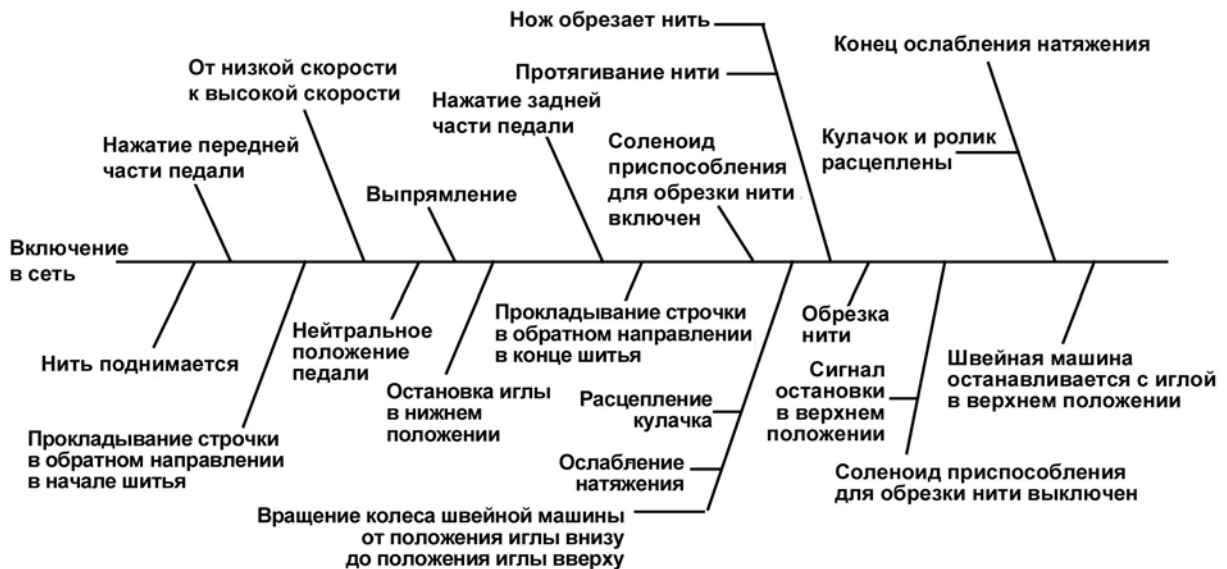 Нож обрезает нить
Конец ослабления натяжения
От низкой скорости
к высокой скорости
Протягивание нити
Нажатие задней
части педали
Нажатие передней
части педали
Соленоид
приспособления
для обрезки нити
включен
Кулачок и ролик
расцеплены
Выпрямление
Включение
в сеть
Нить поднимается
Прокладывание строчки
в обратном направлении
в начале шитья
Нейтральное
положение
педали
Остановка иглы
в нижнем
положении
Прокладывание строчки
в обратном направлении
в конце шитья
Расцепление
кулачка
Ослабление
натяжения
Вращение колеса швейной машины
от положения иглы внизу
до положения иглы вверху
Обрезка
нити
Сигнал
остановки
в верхнем
положении
Соленоид приспособления
для обрезки нити выключен
Швейная машина
останавливается с иглой
в верхнем положении